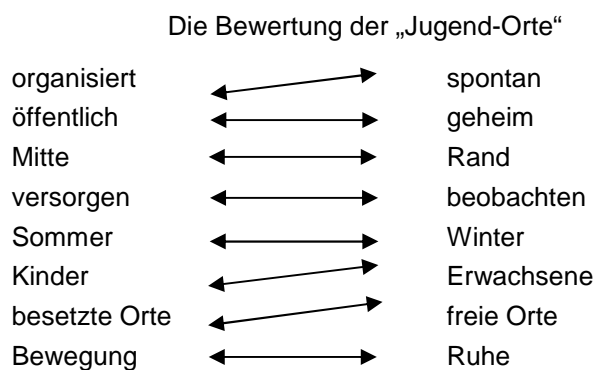 Die Bewertung der „Jugend-Orte“
organisiert spontan
öffentlich geheim
Mitte Rand
versorgen beobachten
Sommer Winter
Kinder Erwachsene
besetzte Orte freie Orte
Bewegung Ruhe